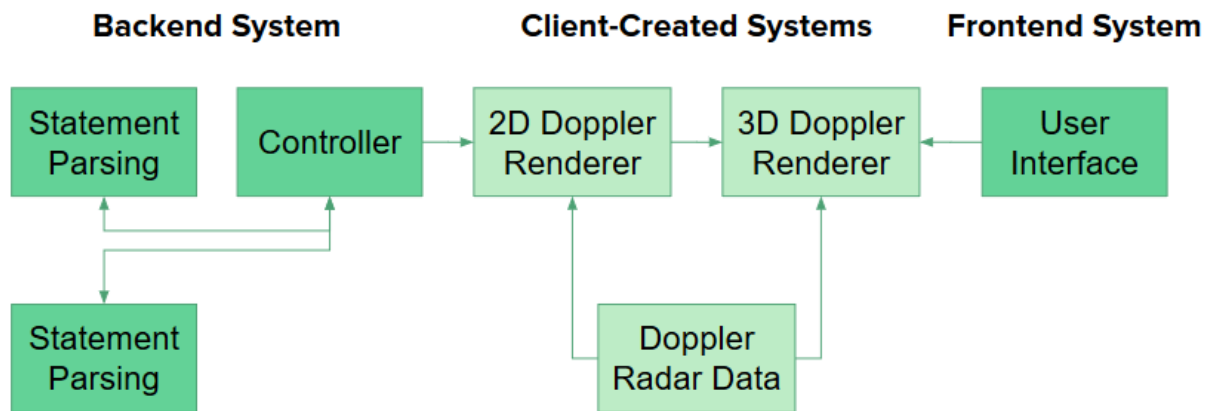 Backend System
Client-Created Systems
Frontend System
Statement
Parsing
Controller
2D Doppler
Renderer
3D Doppler
Renderer
User
Interface
Statement
Parsing
Doppler
Radar Data